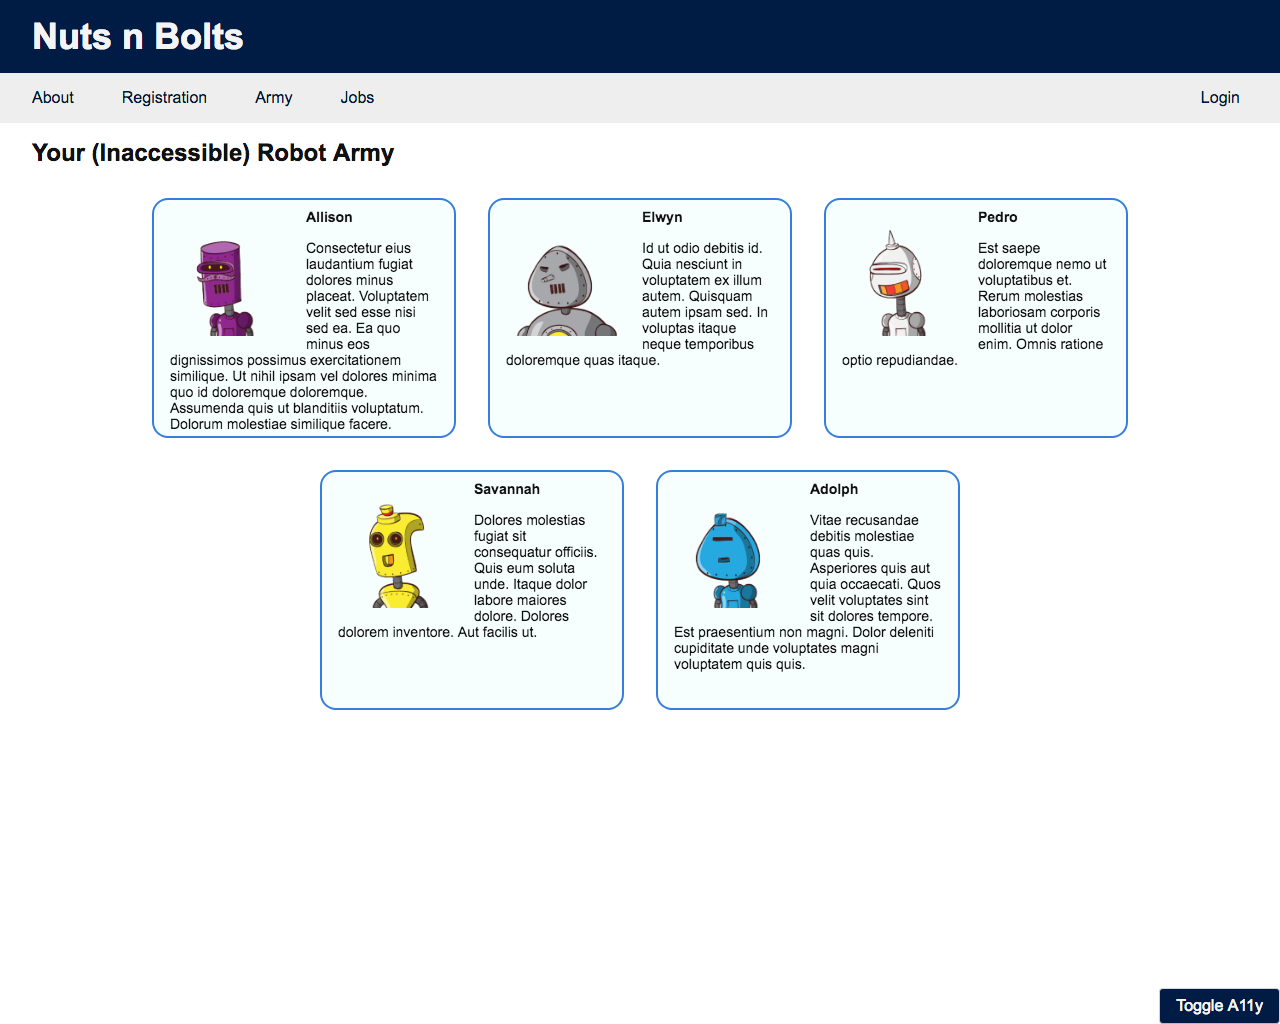 Nuts n Bolts
About Registration Army Jobs Login
Your (Inaccessible) Robot Army
Allison
Consectetur eius
laudantium fugiat
dolores minus
placeat. Voluptatem
velit sed esse nisi
sed ea. Ea quo
minus eos
dignissimos possimus exercitationem
similique. Ut nihil ipsam vel dolores minima
quo id doloremque doloremque.
Assumenda quis ut blanditiis voluptatum.
Dolorum molestiae similique facere.
Elwyn
Id ut odio debitis id.
Quia nesciunt in
voluptatem ex illum
autem. Quisquam
autem ipsam sed. In
voluptas itaque
neque temporibus
doloremque quas itaque.
Pedro
Est saepe
doloremque nemo ut
voluptatibus et.
Rerum molestias
laboriosam corporis
mollitia ut dolor
enim. Omnis ratione
optio repudiandae.
Savannah
Dolores molestias
fugiat sit
consequatur officiis.
Quis eum soluta
unde. Itaque dolor
labore maiores
dolore. Dolores
dolorem inventore. Aut facilis ut.
Adolph
Vitae recusandae
debitis molestiae
quas quis.
Asperiores quis aut
quia occaecati. Quos
velit voluptates sint
sit dolores tempore.
Est praesentium non magni. Dolor deleniti
cupiditate unde voluptates magni
voluptatem quis quis.
Toggle A11y